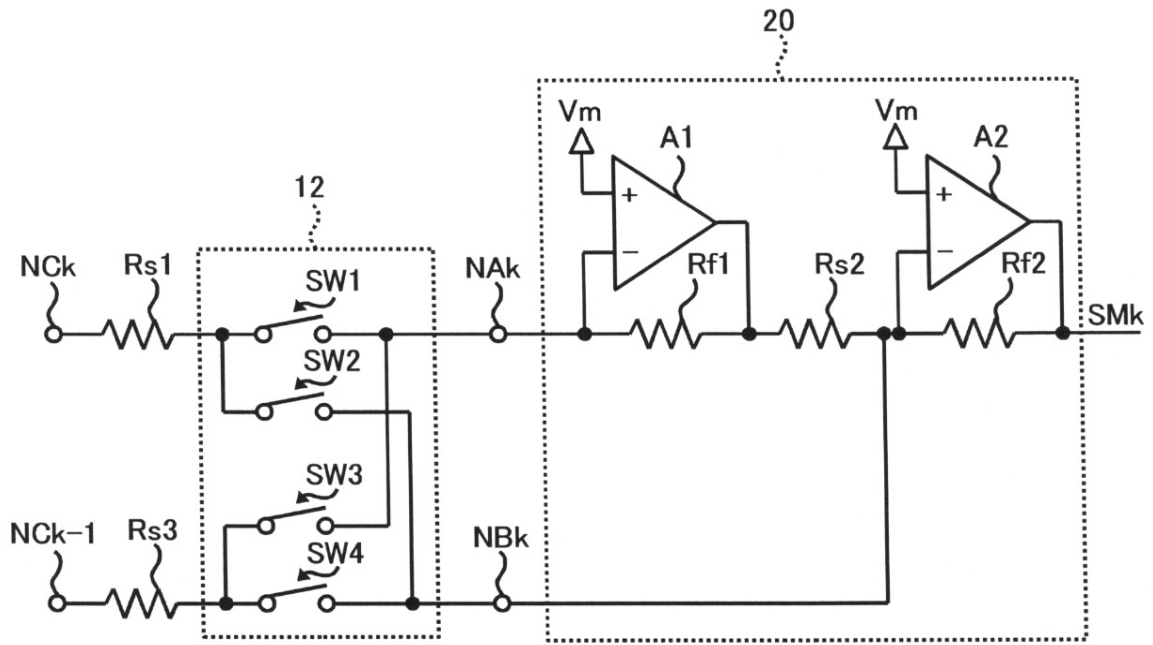 20
Vm
Vm
A1
A2
12
NCk
Rs1
SW1
NAk
Rf1
Rs2
Rf2
SMk
+
−
+
−
SW2
SW3
NCk-1
Rs3
SW4
NBk